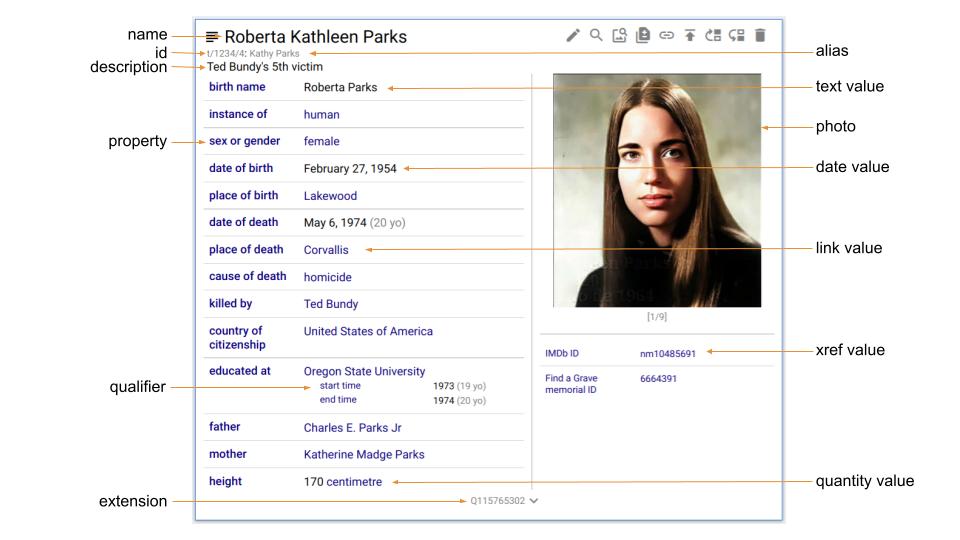 name
Roberta Kathleen Parks
id
t/1234/4: Kathy Parks
alias
description
Ted Bundy's 5th victim
birth name Roberta Parks
text value
instance of human
photo
property
sex or gender female
date of birth February 27, 1954
date value
place of birth Lakewood
date of death May 6, 1974 (20 yo)
place of death Corvallis
link value
cause of death homicide
killed by Ted Bundy
[1/9]
country of United States of America
citizenship
IMDb ID nm10485691
xref value
educated at Oregon State University
Find a Grave 6664391
memorial ID
qualifier
start time 1973 (19 yo)
end time 1974 (20 yo)
father Charles E. Parks Jr
mother Katherine Madge Parks
height 170 centimetre
quantity value
extension
Q115765302